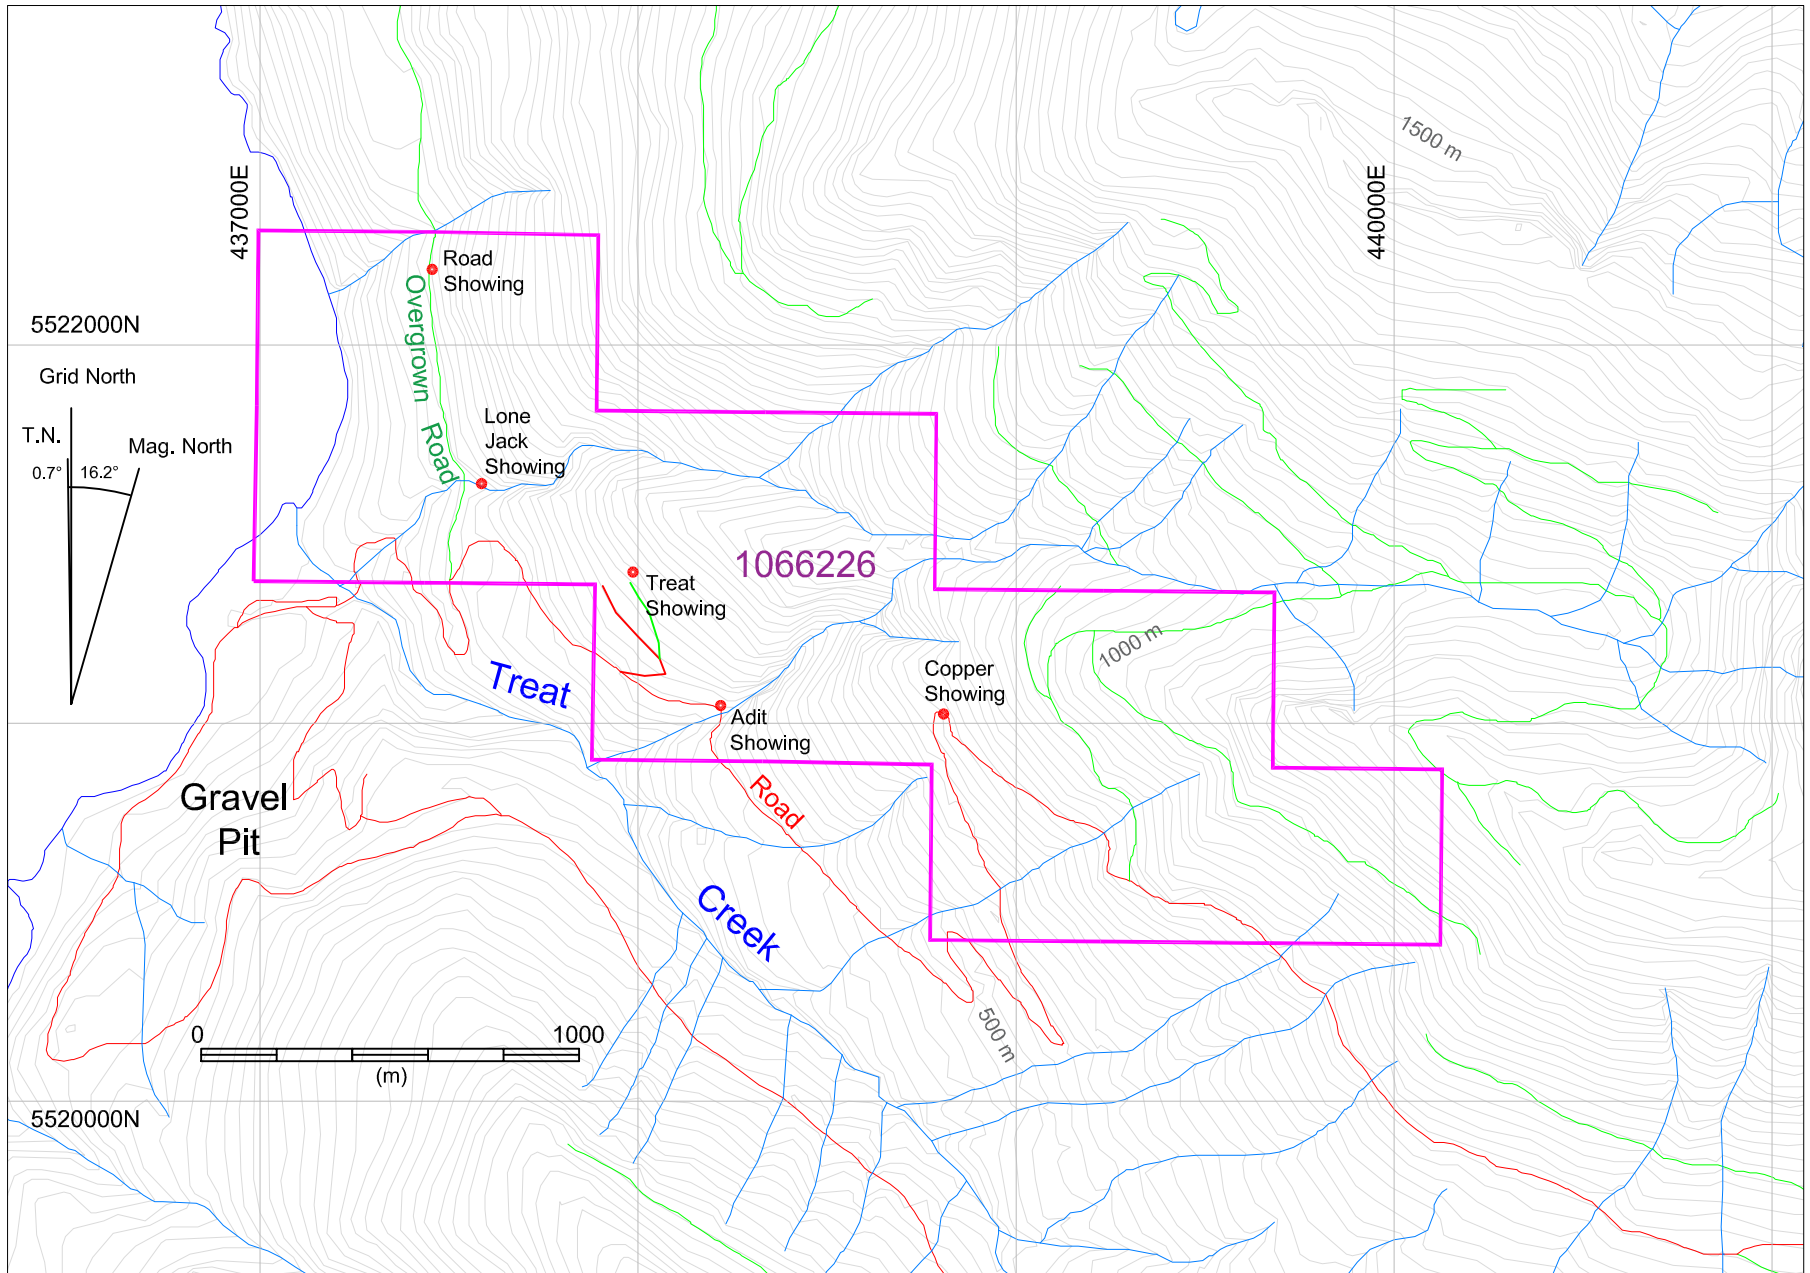 1500 m
437000E
440000E
Road
Showing
Overgrown Road
5522000N
Grid North
T.N.
Mag. North
0.7°
16.2°
Lone
Jack
Showing
1066226
Treat
Showing
1000 m
Copper
Showing
Treat
Adit
Showing
Road
Gravel
Pit
Creek
500 m
0
1000
(m)
5520000N